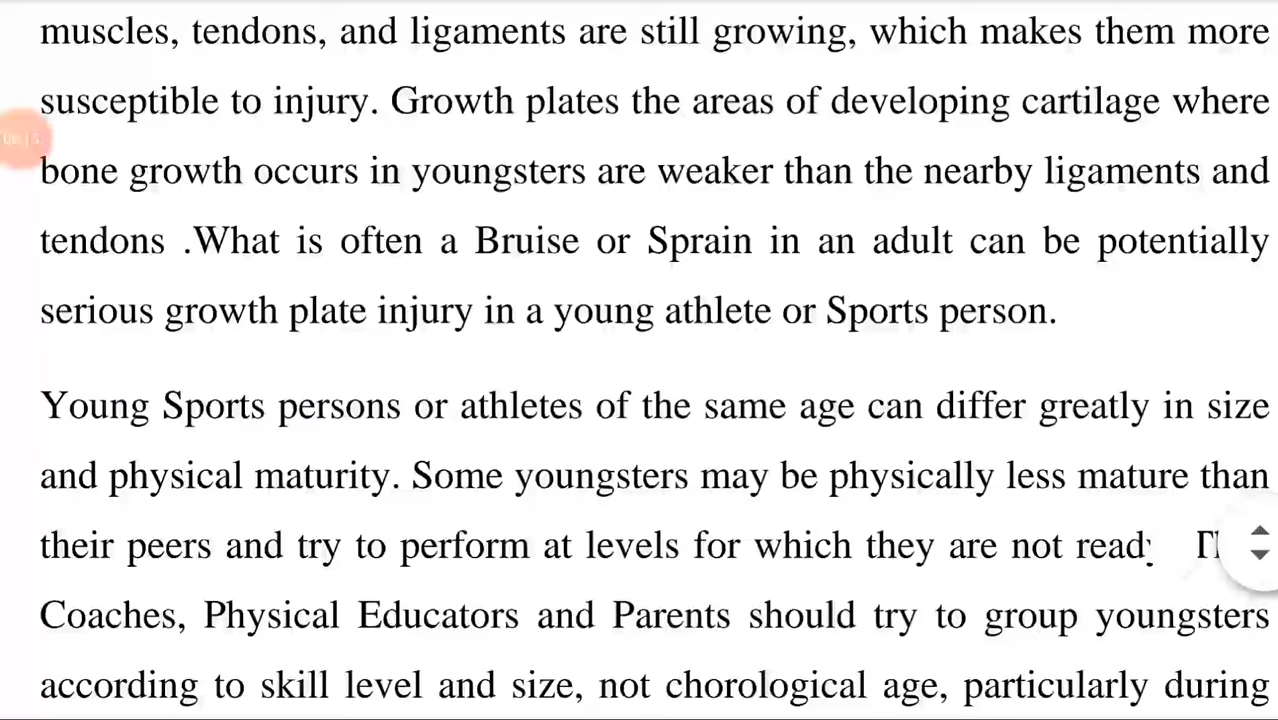 muscles, tendons, and ligaments are still growing, which makes them more
susceptible to injury. Growth plates the areas of developing cartilage where
bone growth occurs in youngsters are weaker than the nearby ligaments and
tendons .What is often a Bruise or Sprain in an adult can be potentially
serious growth plate injury in a young athlete or Sports person.
Young Sports persons or athletes of the same age can differ greatly in size
and physical maturity. Some youngsters may be physically less mature than
their peers and try to perform at levels for which they are not ready
Coaches, Physical Educators and Parents should try to group youngsters
according to skill level and size, not chorological age, particularly during